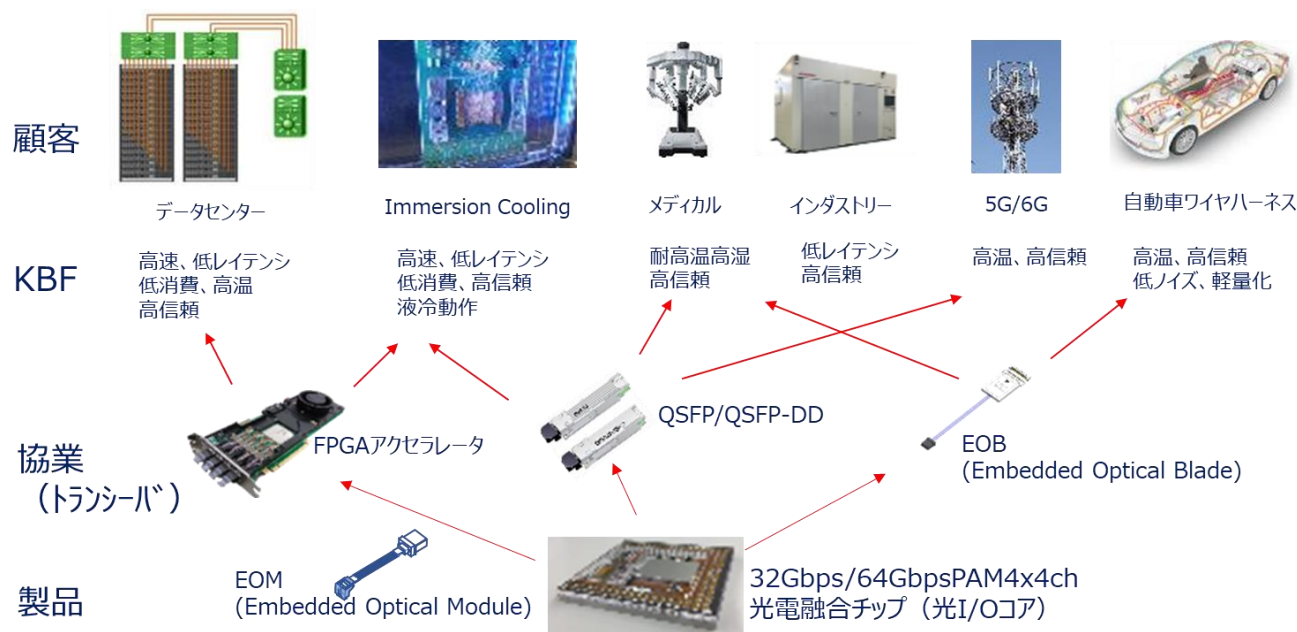 顧客
データセンター
Immersion Cooling
メディカル
インダストリー
5G/6G
自動車ワイヤハーネス
KBF
高速、低レイテンシ
低消費、高温
高信頼
高速、低レイテンシ
低消費、高信頼
液冷動作
耐高温高湿
高信頼
低レイテンシ
高信頼
高温、高信頼
高温、高信頼
低ノイズ、軽量化
協業
（トランシーバ）
FPGAアクセラレータ
QSFP/QSFP-DD
EOB
(Embedded Optical Blade)
製品
EOM
(Embedded Optical Module)
32Gbps/64GbpsPAM4x4ch
光電融合チップ（光I/Oコア）